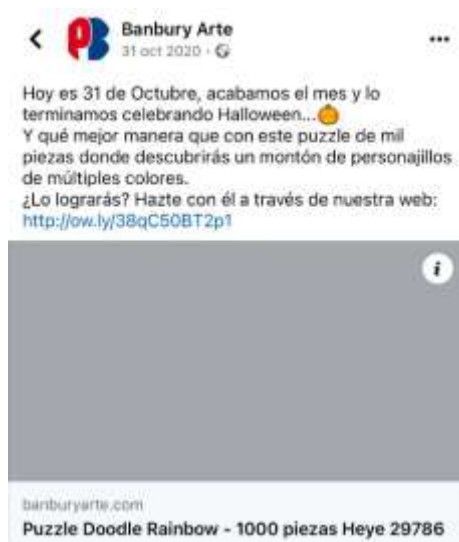 Banbury Arte
31 oct 2020 ·
Hoy es 31 de Octubre, acabamos el mes y lo
terminamos celebrando Halloween...🎃
Y qué mejor manera que con este puzzle de mil
piezas donde descubrirás un montón de personajillos
de múltiples colores.
¿Lo lograrás? Hazte con él a través de nuestra web:
http://ow.ly/38qC50BT2p1
i
banburyarte.com
Puzzle Doodle Rainbow - 1000 piezas Heye 29786